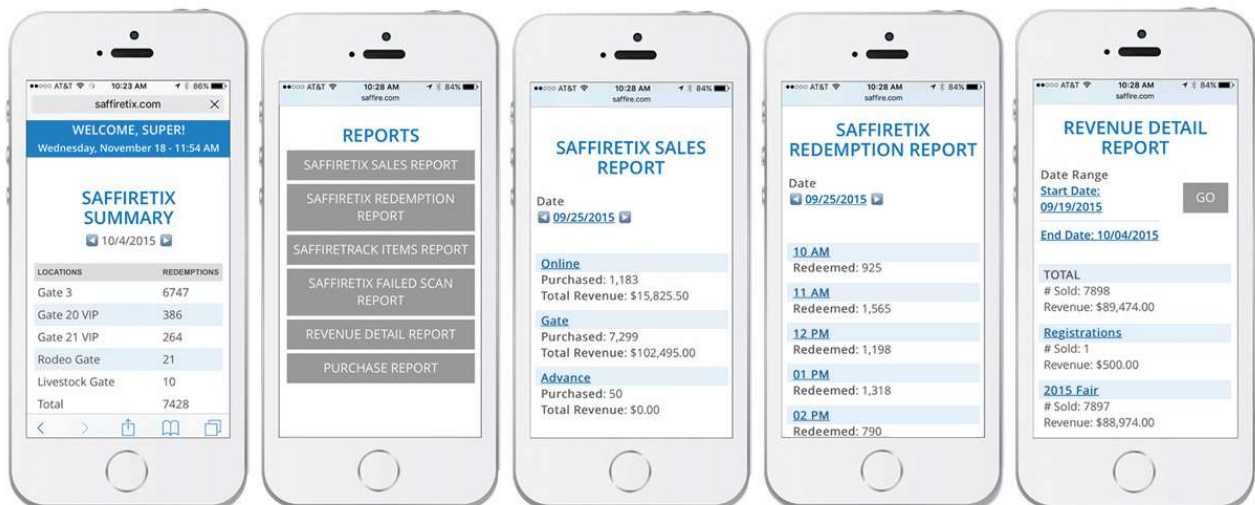 ●●○○○ AT&T 10:23 AM 86%
saffiretix.com ×
WELCOME, SUPER!
Wednesday, November 18 - 11:54 AM
SAFFIRETIX
SUMMARY
10/4/2015
LOCATIONS REDEMPTIONS
Gate 3 6747
Gate 20 VIP 386
Gate 21 VIP 264
Rodeo Gate 21
Livestock Gate 10
Total 7428
●●○○○ AT&T 10:28 AM 84%
saffire.com
REPORTS
SAFFIRETIX SALES REPORT
SAFFIRETIX REDEMPTION
REPORT
SAFFIRETRACK ITEMS REPORT
SAFFIRETIX FAILED SCAN
REPORT
REVENUE DETAIL REPORT
PURCHASE REPORT
●●○○○ AT&T 10:28 AM 84%
saffire.com
SAFFIRETIX SALES
REPORT
Date
09/25/2015
Online
Purchased: 1,183
Total Revenue: $15,825.50
Gate
Purchased: 7,299
Total Revenue: $102,495.00
Advance
Purchased: 50
Total Revenue: $0.00
●●○○○ AT&T 10:28 AM 84%
saffire.com
SAFFIRETIX
REDEMPTION REPORT
Date
09/25/2015
10 AM
Redeemed: 925
11 AM
Redeemed: 1,565
12 PM
Redeemed: 1,198
01 PM
Redeemed: 1,318
02 PM
Redeemed: 790
●●○○○ AT&T 10:28 AM 84%
saffire.com
REVENUE DETAIL
REPORT
Date Range
Start Date:
09/19/2015
GO
End Date: 10/04/2015
TOTAL
# Sold: 7898
Revenue: $89,474.00
Registrations
# Sold: 1
Revenue: $500.00
2015 Fair
# Sold: 7897
Revenue: $88,974.00